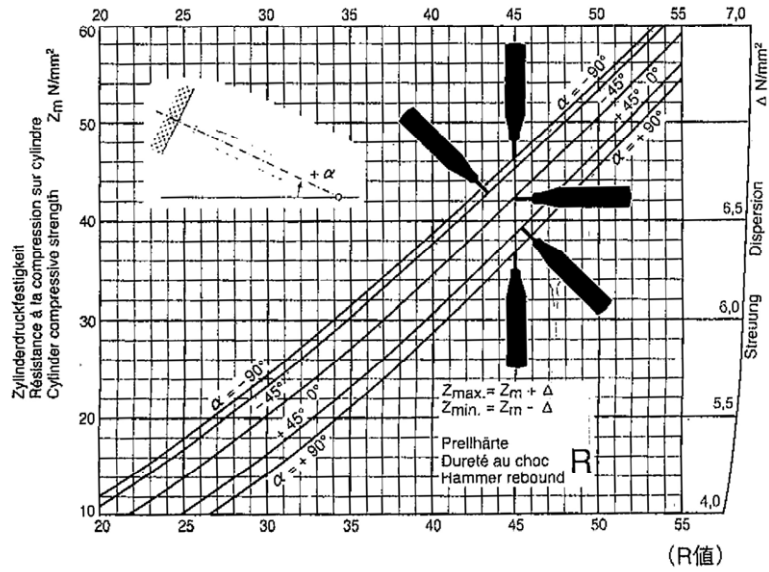 20 25 30 35 40 45 50 55 7,0
60
50
40
30
20
10
Zylinderdruckfestigkeit
Résistance á la compression sur cylindre
Cylinder compressive strength Zm N/mm²
Δ N/mm²
6,5
Dispersion
6,0
Streuung
5,5
4,0
+ α
α = −90°
−45°
0°
+ 45°
α = + 90°
α = −90°
−45°
0°
+ 45°
α = + 90°
Zmax. = Zm + Δ
Zmin. = Zm - Δ
Prellhärte
Dureté au choc
Hammer rebound
R
20 25 30 35 40 45 50 55
(R値)